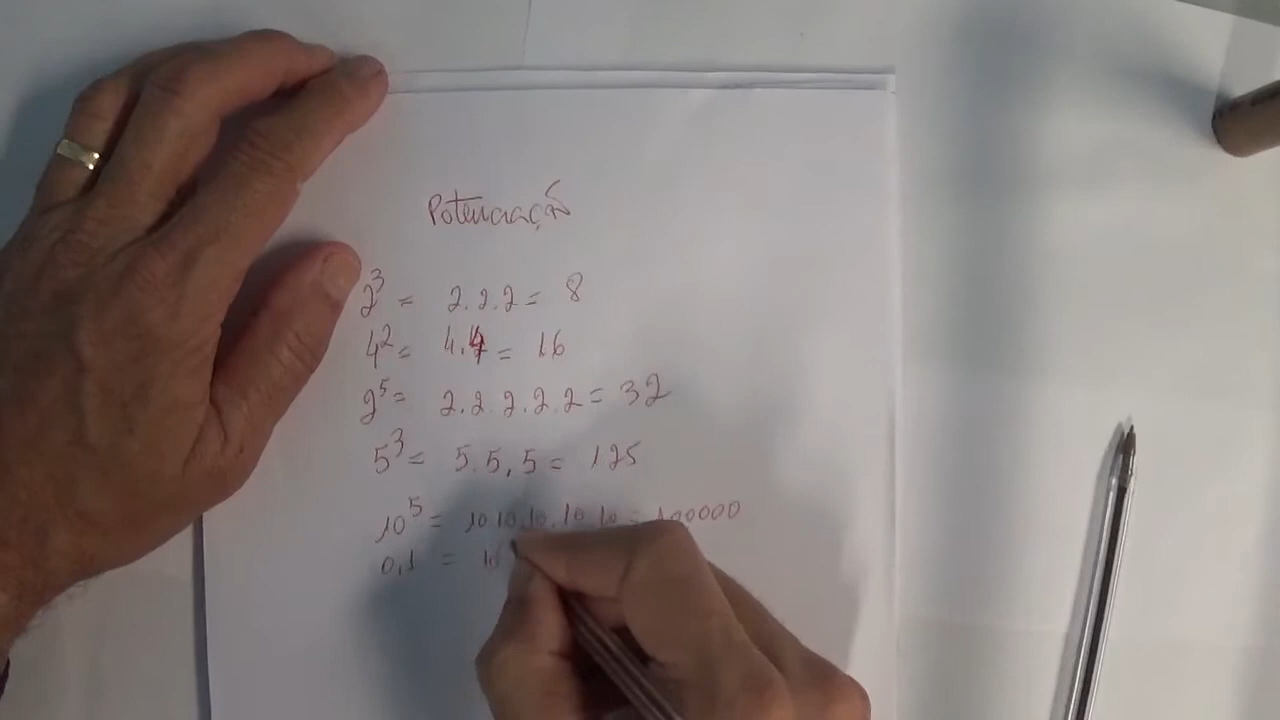 Potenciação
2³ = 2.2.2 = 8
4² = 4.4 = 16
2⁵ = 2.2.2.2.2 = 32
5³ = 5.5.5 = 125
10⁵ = 10.10.10.10.10 = 100000
0,1 = 10